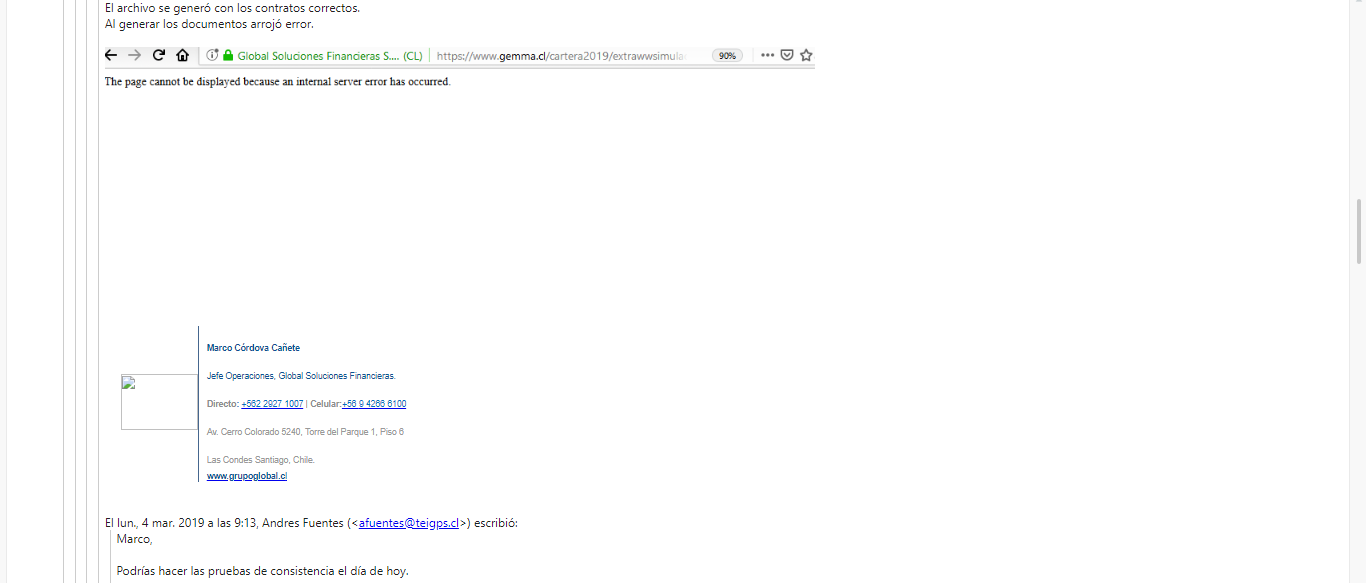 El archivo se generó con los contratos correctos.
Al generar los documentos arrojó error.
Global Soluciones Financieras S.... (CL) https://www.gemma.cl/cartera2019/extrawwsimula 90%
The page cannot be displayed because an internal server error has occurred.
Marco Córdova Cañete
Jefe Operaciones, Global Soluciones Financieras.
Directo: +562 2927 1007 | Celular:+56 9 4266 6100
Av. Cerro Colorado 5240, Torre del Parque 1, Piso 6
Las Condes Santiago, Chile.
www.grupoglobal.cl
El lun., 4 mar. 2019 a las 9:13, Andres Fuentes (<afuentes@teigps.cl>) escribió:
Marco,
Podrías hacer las pruebas de consistencia el día de hoy.